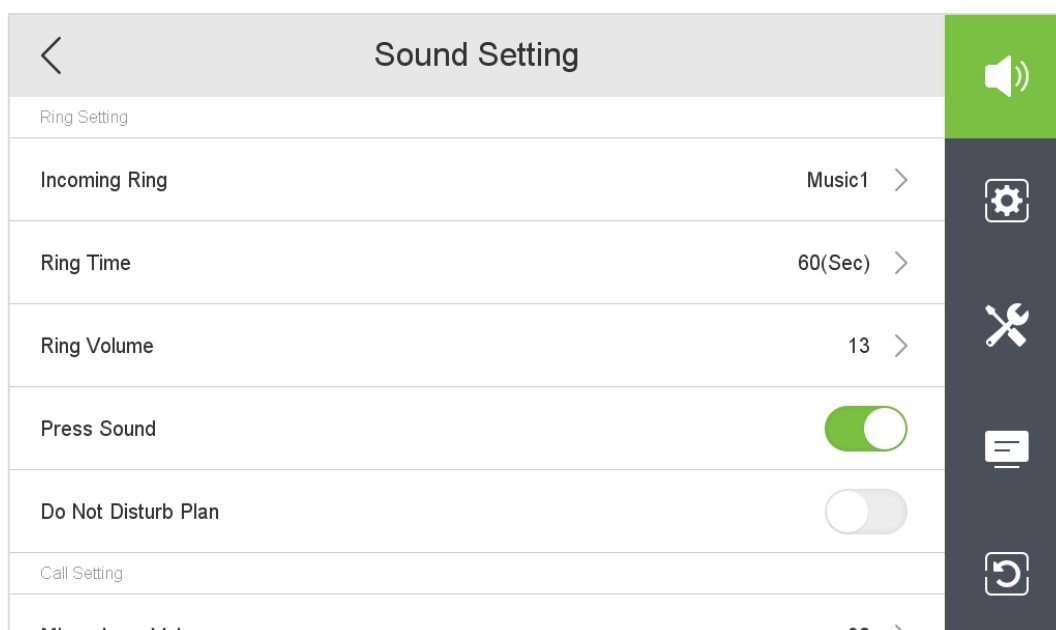 Sound Setting
Ring Setting
Incoming Ring Music1
Ring Time 60(Sec)
Ring Volume 13
Press Sound
Do Not Disturb Plan
Call Setting